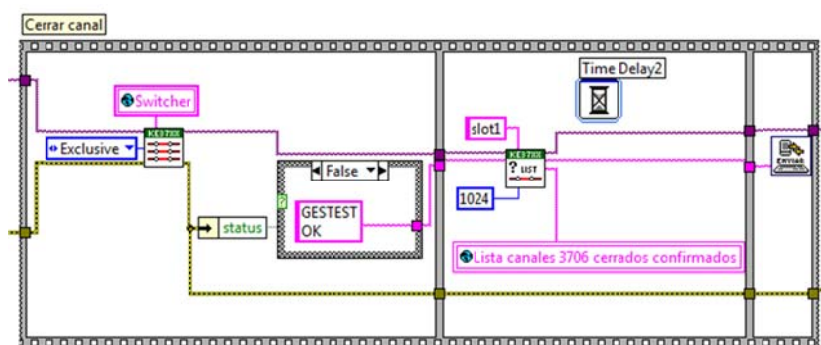 Cerrar canal
Switcher
KE37XX
Exclusive
status
False
?
GESTEST
OK
Time Delay2
slot1
KE37XX
? LIST
1024
Lista canales 3706 cerrados confirmados
ENVIAR